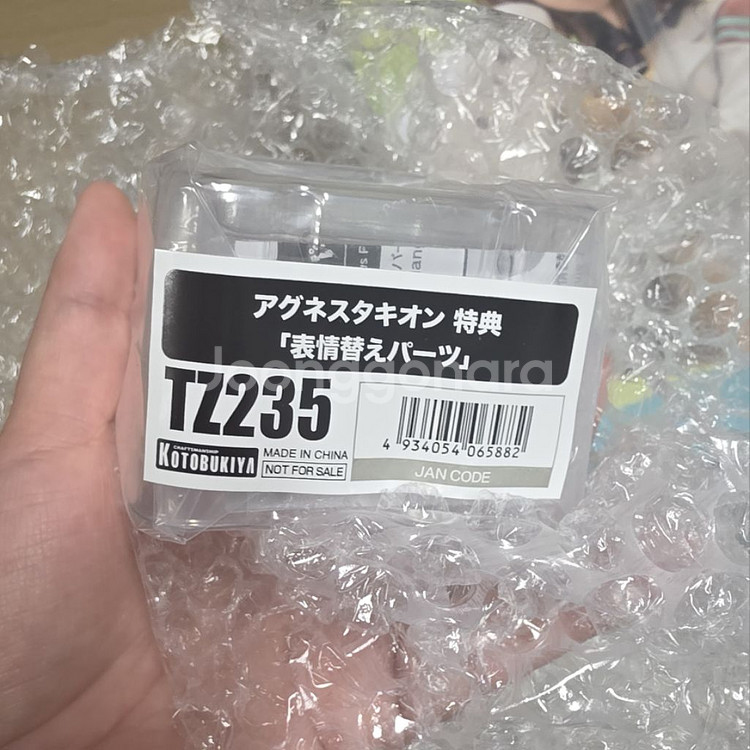 アグネスタキオン 特典
「表情替えパーツ」
Joonggonara
TZ235
CRAFTSMANSHIP
KOTOBUKIYA
MADE IN CHINA
NOT FOR SALE
4 934054 065882
JAN CODE